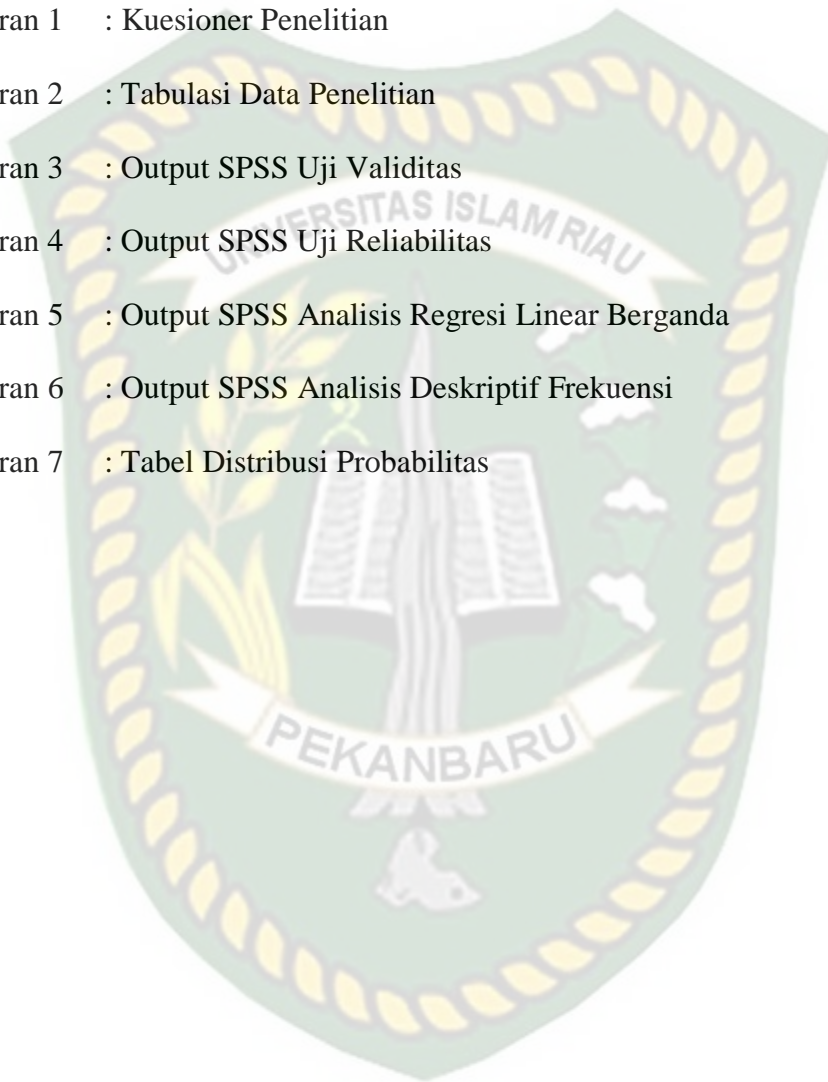 ran 1 : Kuesioner Penelitian
ran 2 : Tabulasi Data Penelitian
ran 3 : Output SPSS Uji Validitas
UNIVERSITAS ISLAM RIAU
ran 4 : Output SPSS Uji Reliabilitas
ran 5 : Output SPSS Analisis Regresi Linear Berganda
ran 6 : Output SPSS Analisis Deskriptif Frekuensi
ran 7 : Tabel Distribusi Probabilitas
PEKANBARU